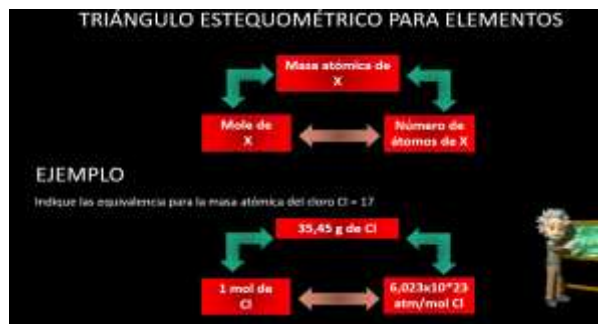 TRIÁNGULO ESTEQUOMÉTRICO PARA ELEMENTOS
Masa atómica de
X
Mole de
X
Número de
átomos de X
EJEMPLO
Indique las equivalencia para la masa atómica del cloro Cl = 17
35,45 g de Cl
1 mol de
Cl
6,023x10*23
atm/mol Cl